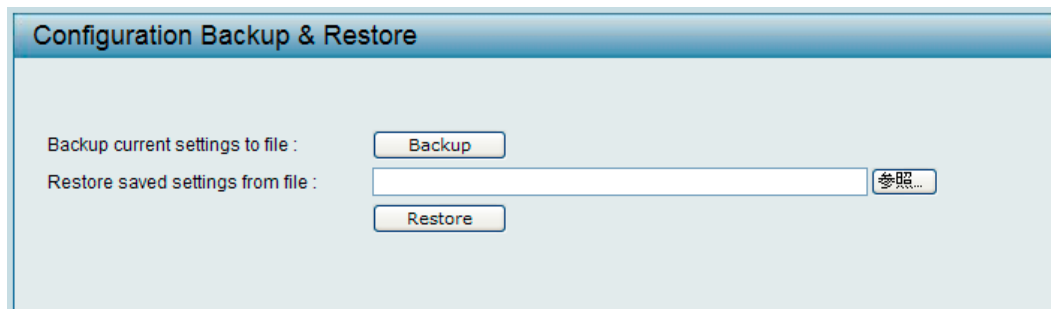 Configuration Backup & Restore
Backup current settings to file : Backup
Restore saved settings from file : 参照...
Restore